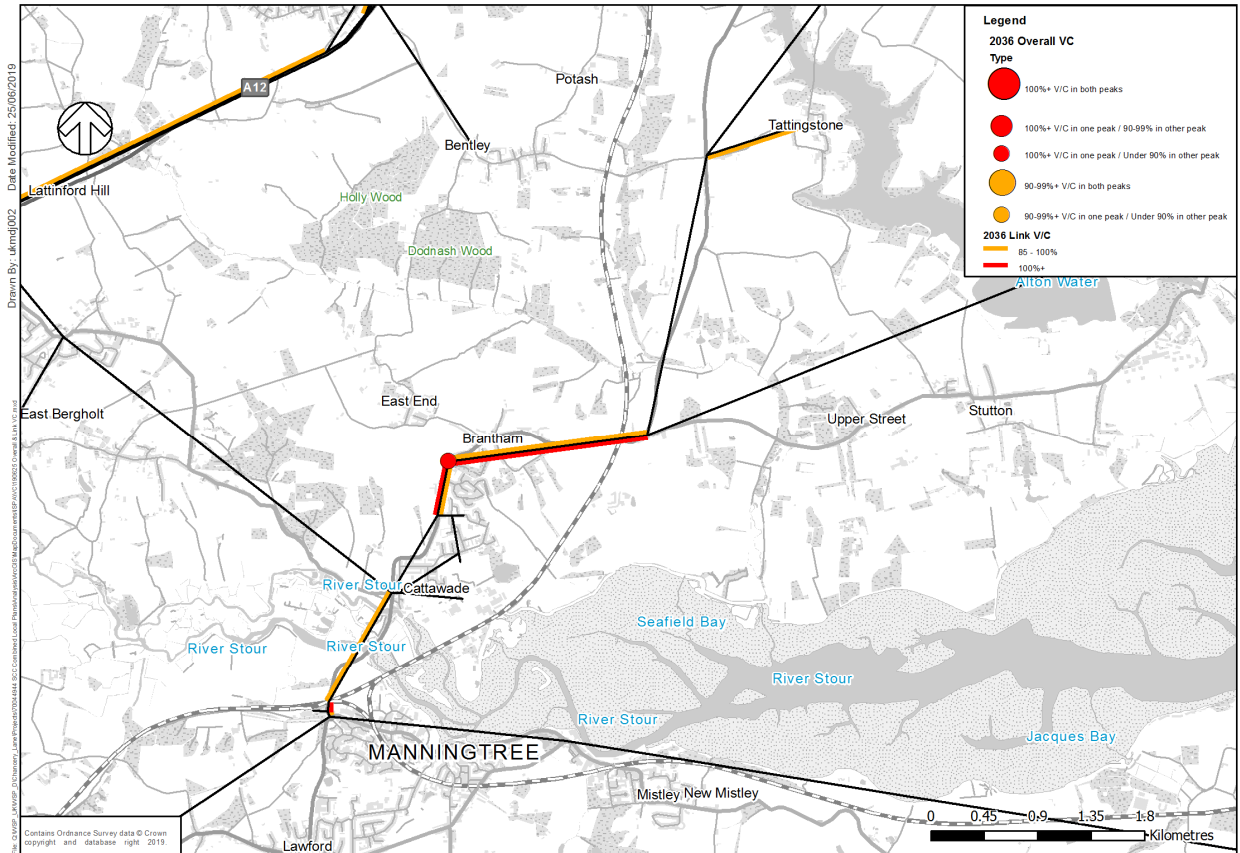 Legend
2036 Overall VC
Type
100%+ V/C in both peaks
100%+ V/C in one peak / 90-99% in other peak
100%+ V/C in one peak / Under 90% in other peak
90-99%+ V/C in both peaks
90-99%+ V/C in one peak / Under 90% in other peak
2036 Link V/C
85 - 100%
100%+
Date Modified: 25/06/2019
Drawn By: ukmaj002
A12
Potash
Tattingstone
Bentley
Lattinford Hill
Holly Wood
Dodnash Wood
Alton Water
East End
East Bergholt
Upper Street
Stutton
Brantham
River Stour
Cattawade
Seafield Bay
River Stour
River Stour
River Stour
River Stour
Jacques Bay
MANNINGTREE
Mistley
New Mistley
Lawford
0 0.45 0.9 1.35 1.8
Kilometres
Contains Ordnance Survey data © Crown
copyright and database right 2019.